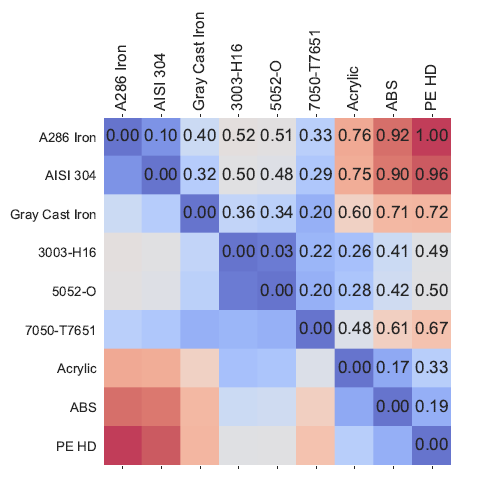 A286 Iron
AISI 304
Gray Cast Iron
3003-H16
5052-O
7050-T7651
Acrylic
ABS
PE HD
A286 Iron 0.00 0.10 0.40 0.52 0.51 0.33 0.76 0.92 1.00
AISI 304 0.00 0.32 0.50 0.48 0.29 0.75 0.90 0.96
Gray Cast Iron 0.00 0.36 0.34 0.20 0.60 0.71 0.72
3003-H16 0.00 0.03 0.22 0.26 0.41 0.49
5052-O 0.00 0.20 0.28 0.42 0.50
7050-T7651 0.00 0.48 0.61 0.67
Acrylic 0.00 0.17 0.33
ABS 0.00 0.19
PE HD 0.00